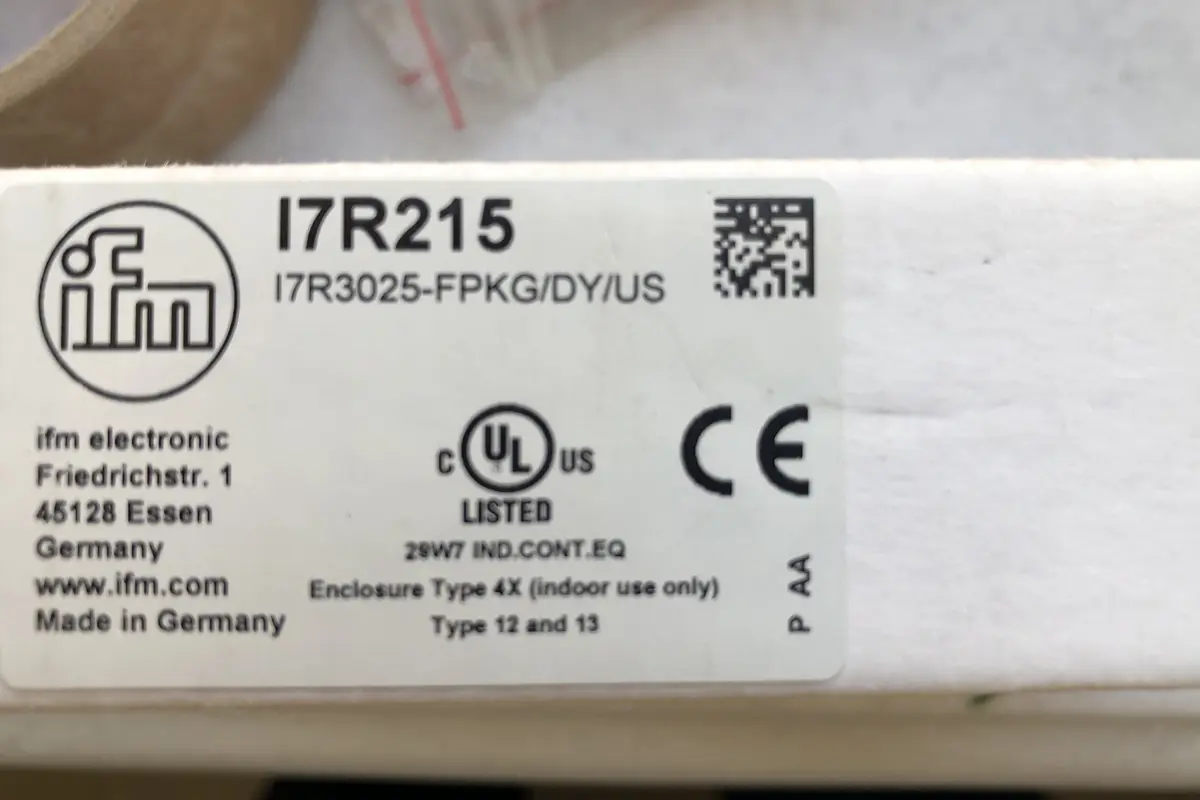 ifm
I7R215
I7R3025-FPKG/DY/US
ifm electronic
Friedrichstr. 1
45128 Essen
Germany
www.ifm.com
Made in Germany
C UL US
LISTED
29W7 IND.CONT.EQ
Enclosure Type 4X (indoor use only)
Type 12 and 13
CE
P AA